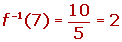 f⁻¹(7) = 10/5 = 2